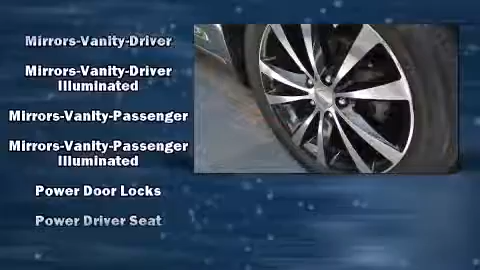 Mirrors-Vanity-Driver
Mirrors-Vanity-Driver
Illuminated
Mirrors-Vanity-Passenger
Mirrors-Vanity-Passenger
Illuminated
Power Door Locks
Power Driver Seat